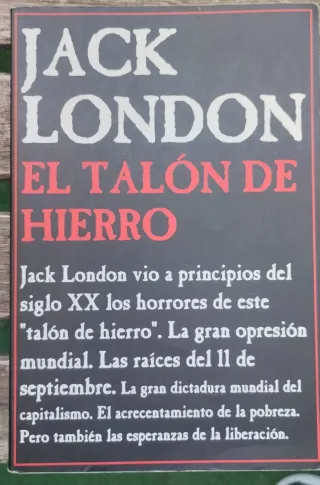 JACK
LONDON
EL TALÓN DE
HIERRO
Jack London vio a principios del
siglo XX los horrores de este
"talón de hierro". La gran opresión
mundial. Las raíces del 11 de
septiembre. La gran dictadura mundial del
capitalismo. El acrecentamiento de la pobreza.
Pero también las esperanzas de la liberación.